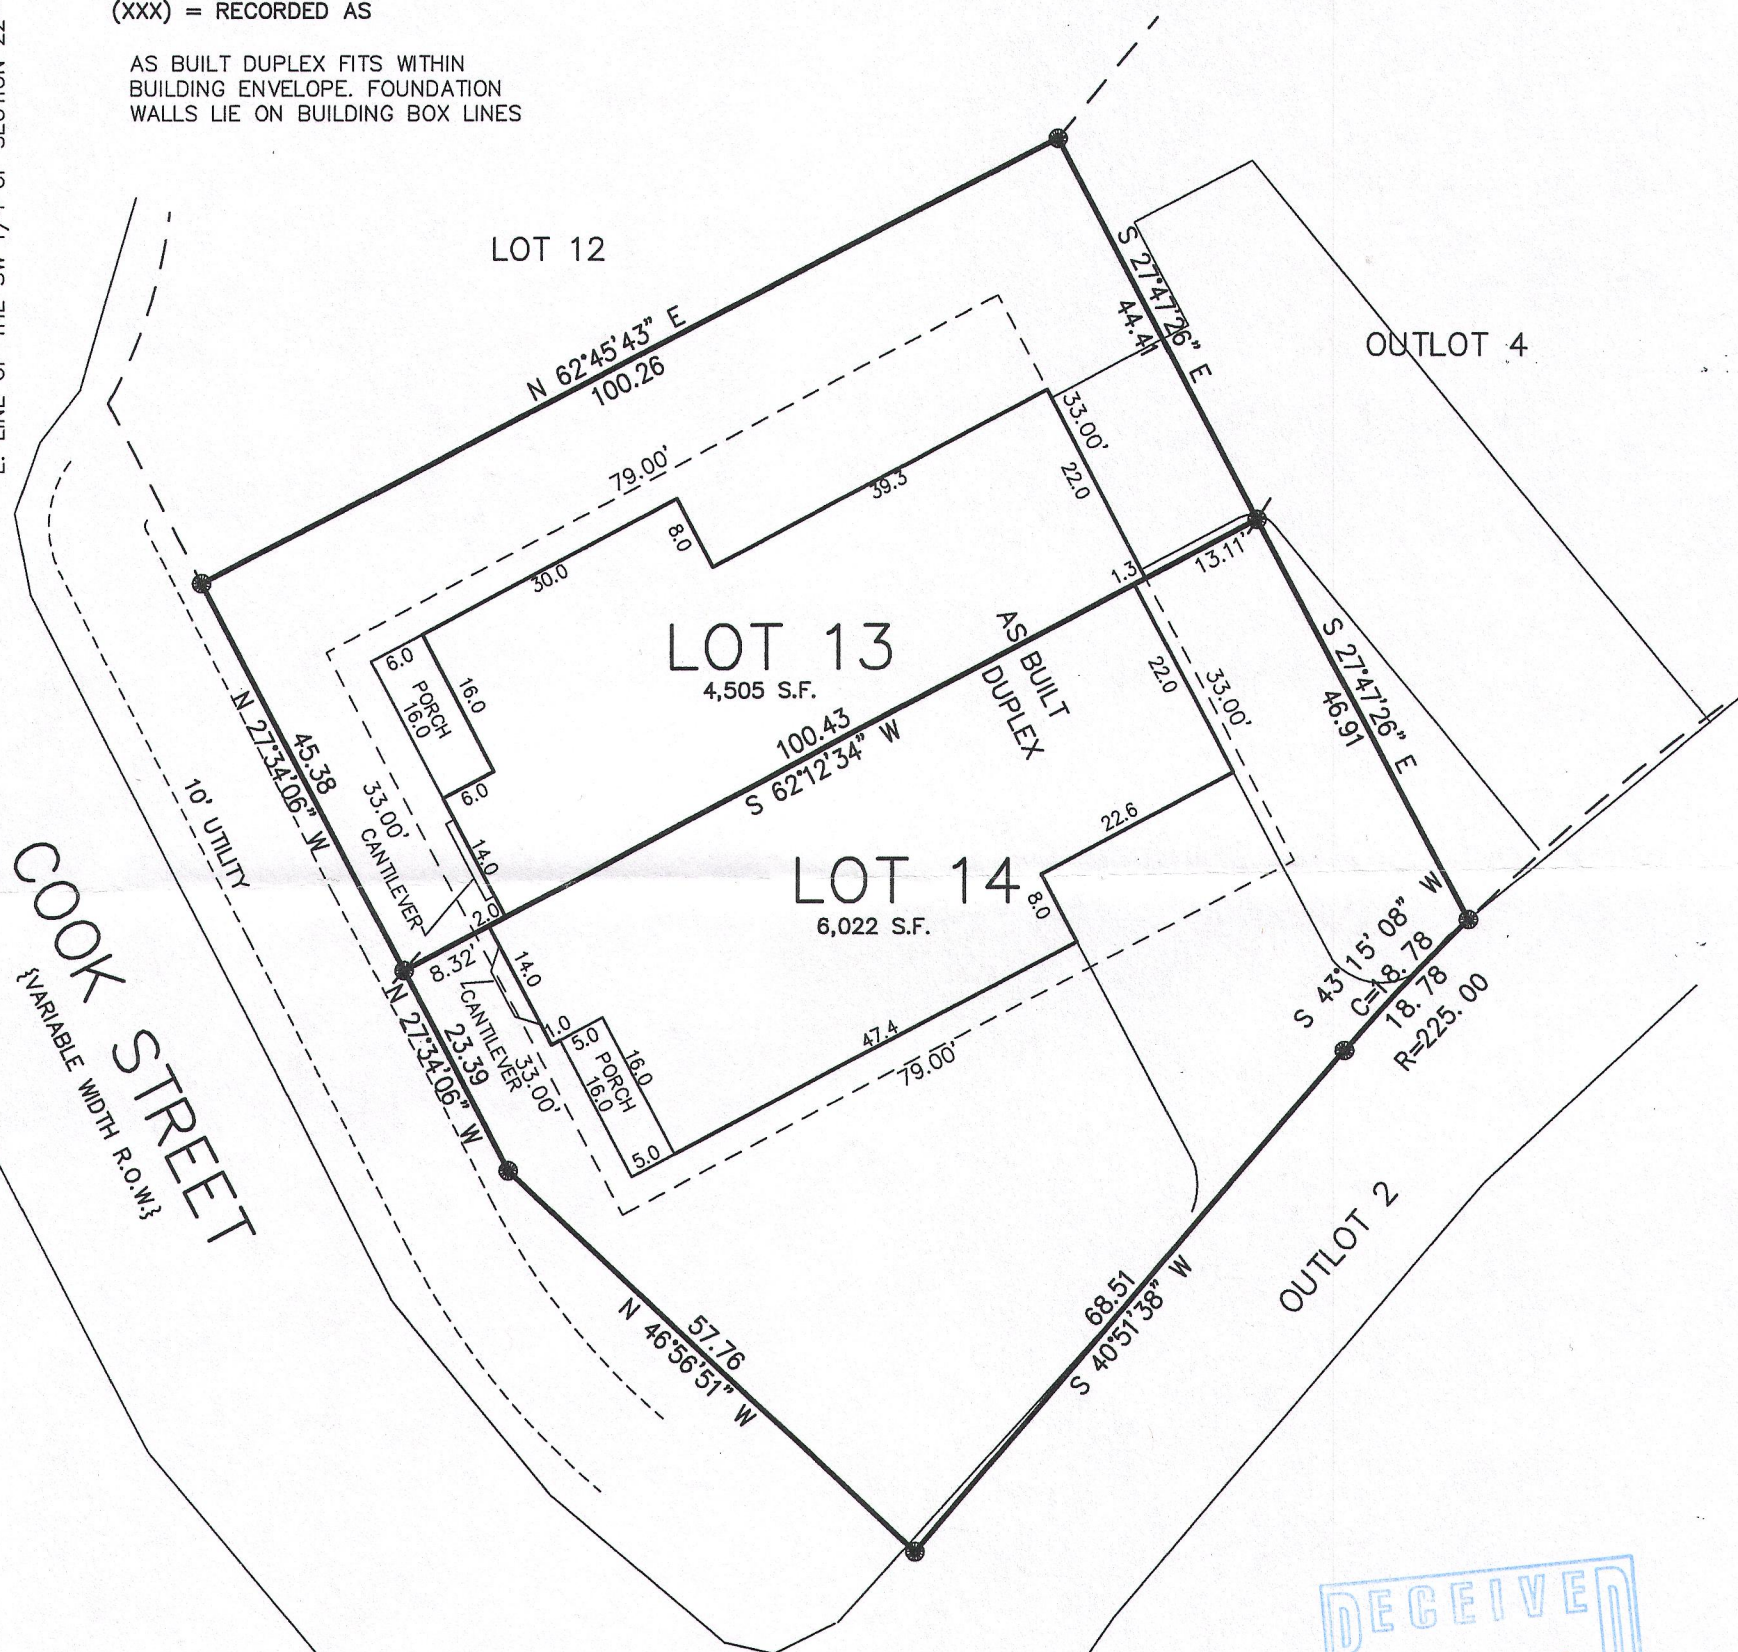 (XXX) = RECORDED AS
AS BUILT DUPLEX FITS WITHIN
BUILDING ENVELOPE. FOUNDATION
WALLS LIE ON BUILDING BOX LINES
LOT 12
N 62°45'43" E
100.26
S 27°47'26" E
44.41
OUTLOT 4
79.00'
33.00'
39.3
22.0
8.0
30.0
1.3
13.11'
LOT 13
4,505 S.F.
6.0
PORCH
16.0
16.0
6.0
AS BUILT
DUPLEX
22.0
33.00'
S 27°47'26" E
46.91
45.38
N 27°34'06" W
33.00'
CANTILEVER
14.0
2.0
100.43
S 62°12'34" W
10' UTILITY
22.6
LOT 14
6,022 S.F.
8.0
COOK STREET
{VARIABLE WIDTH R.O.W.}
8.32
14.0
CANTILEVER
1.0
5.0
PORCH
16.0
16.0
5.0
33.00'
23.39
N 27°34'06" W
47.4
79.00'
S 43°15'08" W
C=18.78
18.78
R=225.00
OUTLOT 2
68.51
S 40°51'38" W
57.76
N 46°56'51" W
DECEIVED